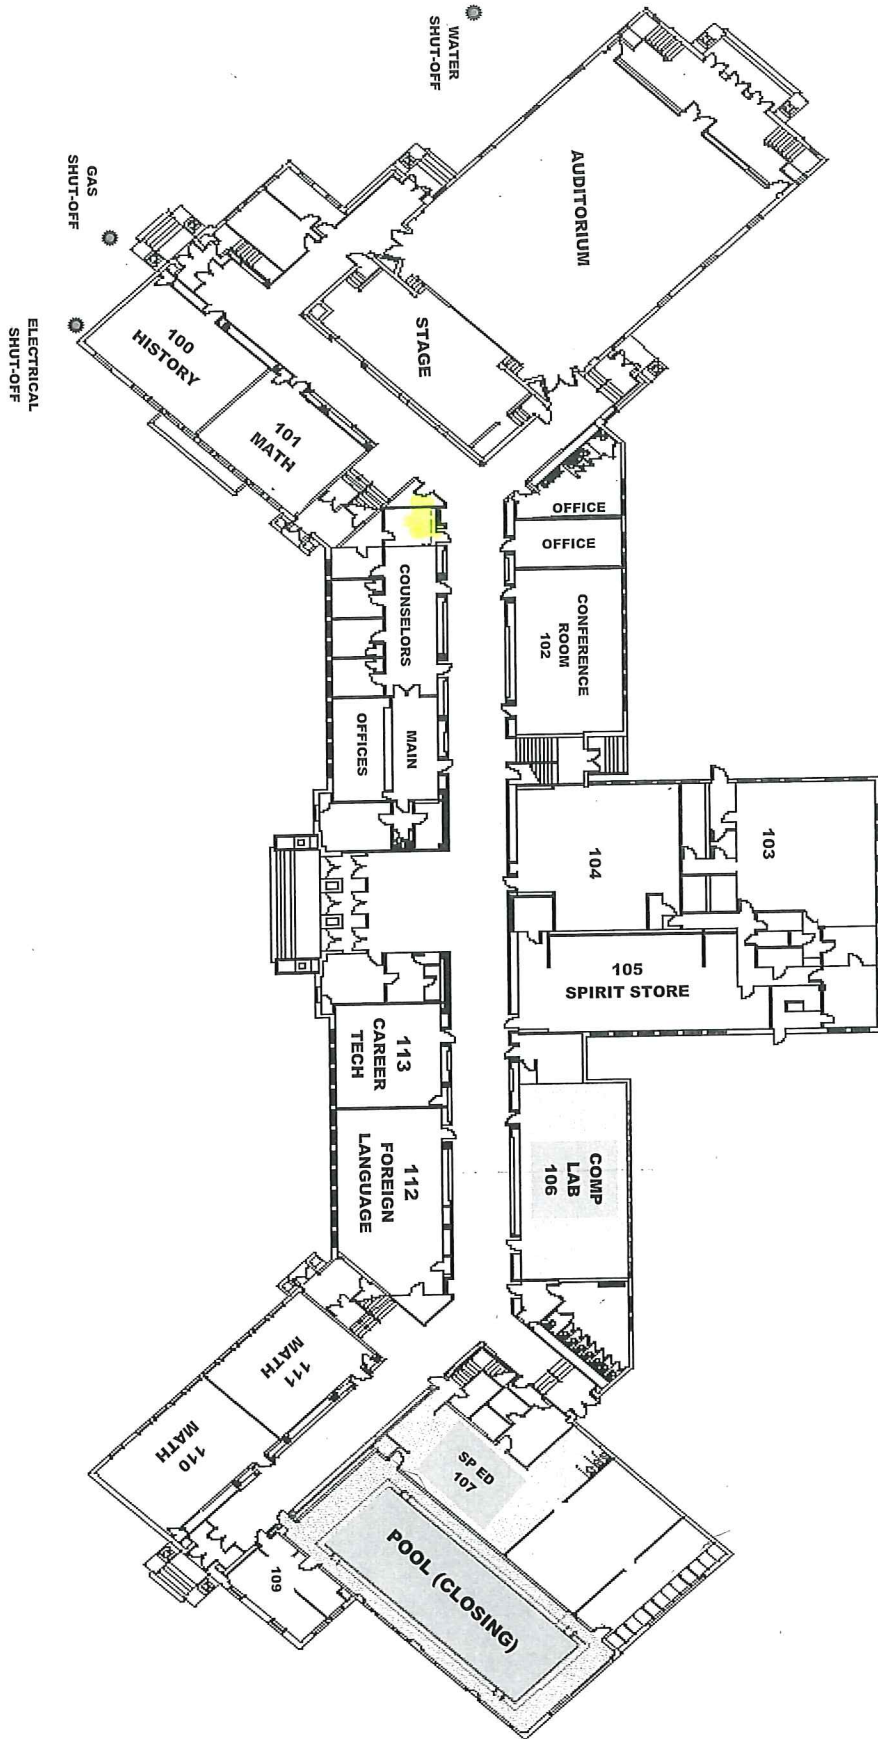 WATER
SHUT-OFF
GAS
SHUT-OFF
ELECTRICAL
SHUT-OFF
AUDITORIUM
STAGE
100
HISTORY
101
MATH
OFFICE
OFFICE
CONFERENCE
ROOM
102
COUNSELORS
MAIN
OFFICES
103
104
105
SPIRIT STORE
113
CAREER
TECH
112
FOREIGN
LANGUAGE
COMP
LAB
106
111
MATH
110
MATH
SP ED
107
109
POOL (CLOSING)